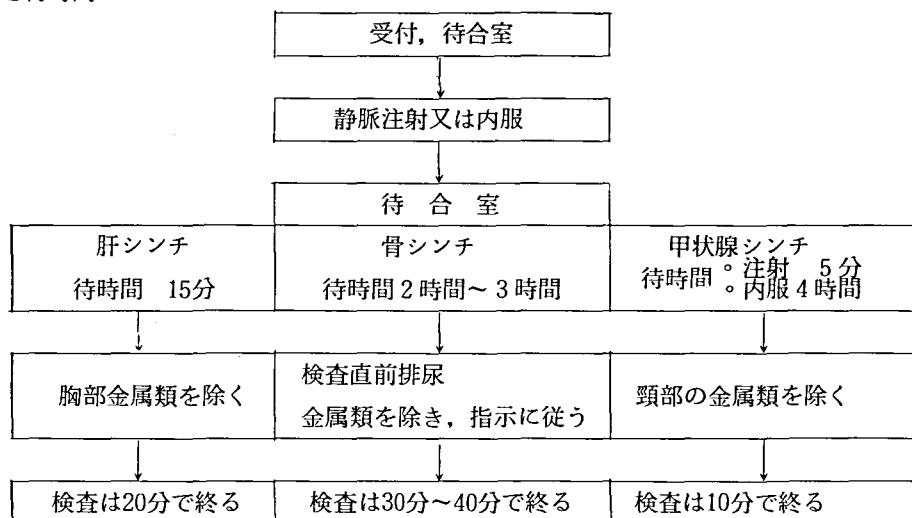 受付，待合室
静脈注射又は内服
待 合 室
肝シンチ
待時間 15分
骨シンチ
待時間2時間～3時間
甲状腺シンチ
待時間 ∘注射 5分
∘内服4時間
胸部金属類を除く
検査直前排尿
金属類を除き，指示に従う
頸部の金属類を除く
検査は20分で終る
検査は30分～40分で終る
検査は10分で終る